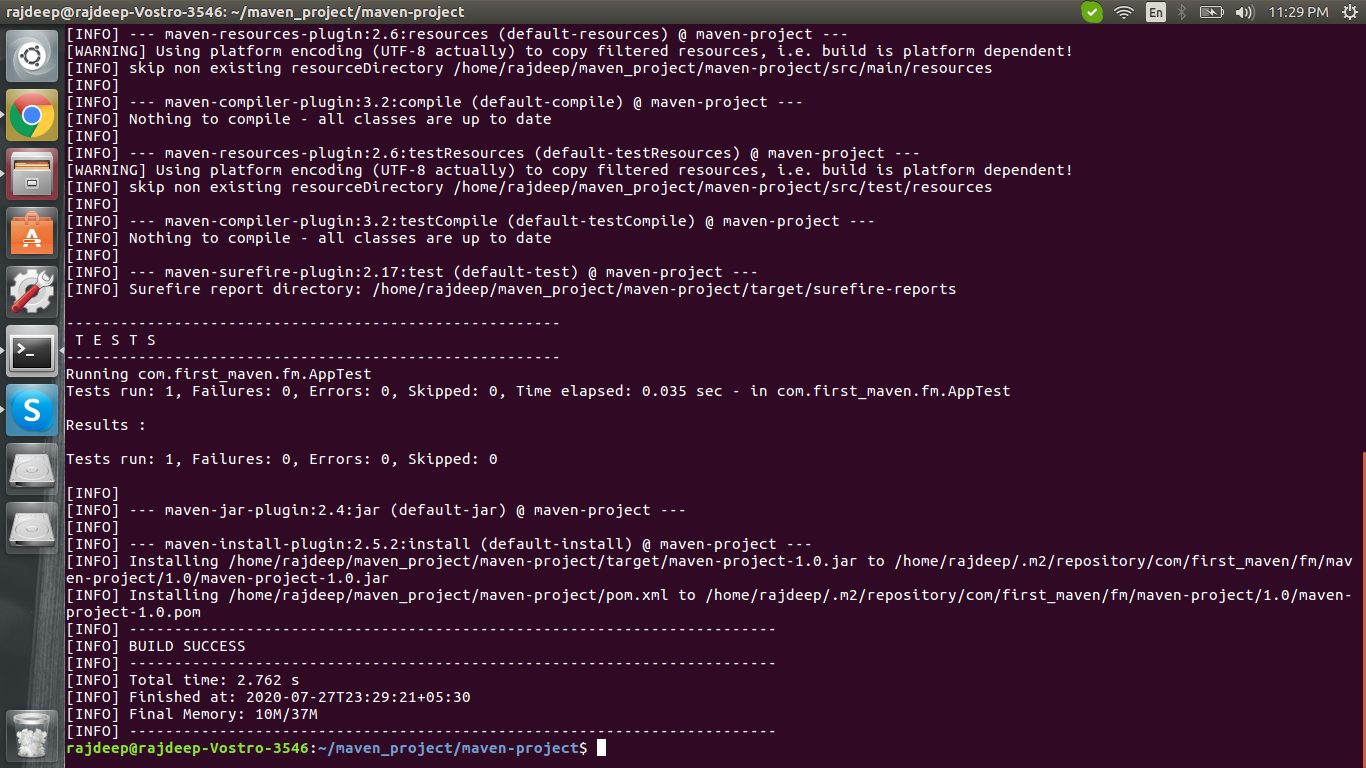 rajdeep@rajdeep-Vostro-3546: ~/maven_project/maven-project
En
11:29 PM
[INFO] --- maven-resources-plugin:2.6:resources (default-resources) @ maven-project ---
[WARNING] Using platform encoding (UTF-8 actually) to copy filtered resources, i.e. build is platform dependent!
[INFO] skip non existing resourceDirectory /home/rajdeep/maven_project/maven-project/src/main/resources
[INFO]
[INFO] --- maven-compiler-plugin:3.2:compile (default-compile) @ maven-project ---
[INFO] Nothing to compile - all classes are up to date
[INFO]
[INFO] --- maven-resources-plugin:2.6:testResources (default-testResources) @ maven-project ---
[WARNING] Using platform encoding (UTF-8 actually) to copy filtered resources, i.e. build is platform dependent!
[INFO] skip non existing resourceDirectory /home/rajdeep/maven_project/maven-project/src/test/resources
[INFO]
[INFO] --- maven-compiler-plugin:3.2:testCompile (default-testCompile) @ maven-project ---
[INFO] Nothing to compile - all classes are up to date
[INFO]
[INFO] --- maven-surefire-plugin:2.17:test (default-test) @ maven-project ---
[INFO] Surefire report directory: /home/rajdeep/maven_project/maven-project/target/surefire-reports
-------------------------------------------------------
T E S T S
-------------------------------------------------------
Running com.first_maven.fm.AppTest
Tests run: 1, Failures: 0, Errors: 0, Skipped: 0, Time elapsed: 0.035 sec - in com.first_maven.fm.AppTest
Results :
Tests run: 1, Failures: 0, Errors: 0, Skipped: 0
[INFO]
[INFO] --- maven-jar-plugin:2.4:jar (default-jar) @ maven-project ---
[INFO]
[INFO] --- maven-install-plugin:2.5.2:install (default-install) @ maven-project ---
[INFO] Installing /home/rajdeep/maven_project/maven-project/target/maven-project-1.0.jar to /home/rajdeep/.m2/repository/com/first_maven/fm/mav
en-project/1.0/maven-project-1.0.jar
[INFO] Installing /home/rajdeep/maven_project/maven-project/pom.xml to /home/rajdeep/.m2/repository/com/first_maven/fm/maven-project/1.0/maven-
project-1.0.pom
[INFO] ------------------------------------------------------------------------
[INFO] BUILD SUCCESS
[INFO] ------------------------------------------------------------------------
[INFO] Total time: 2.762 s
[INFO] Finished at: 2020-07-27T23:29:21+05:30
[INFO] Final Memory: 10M/37M
[INFO] ------------------------------------------------------------------------
rajdeep@rajdeep-Vostro-3546:~/maven_project/maven-project$